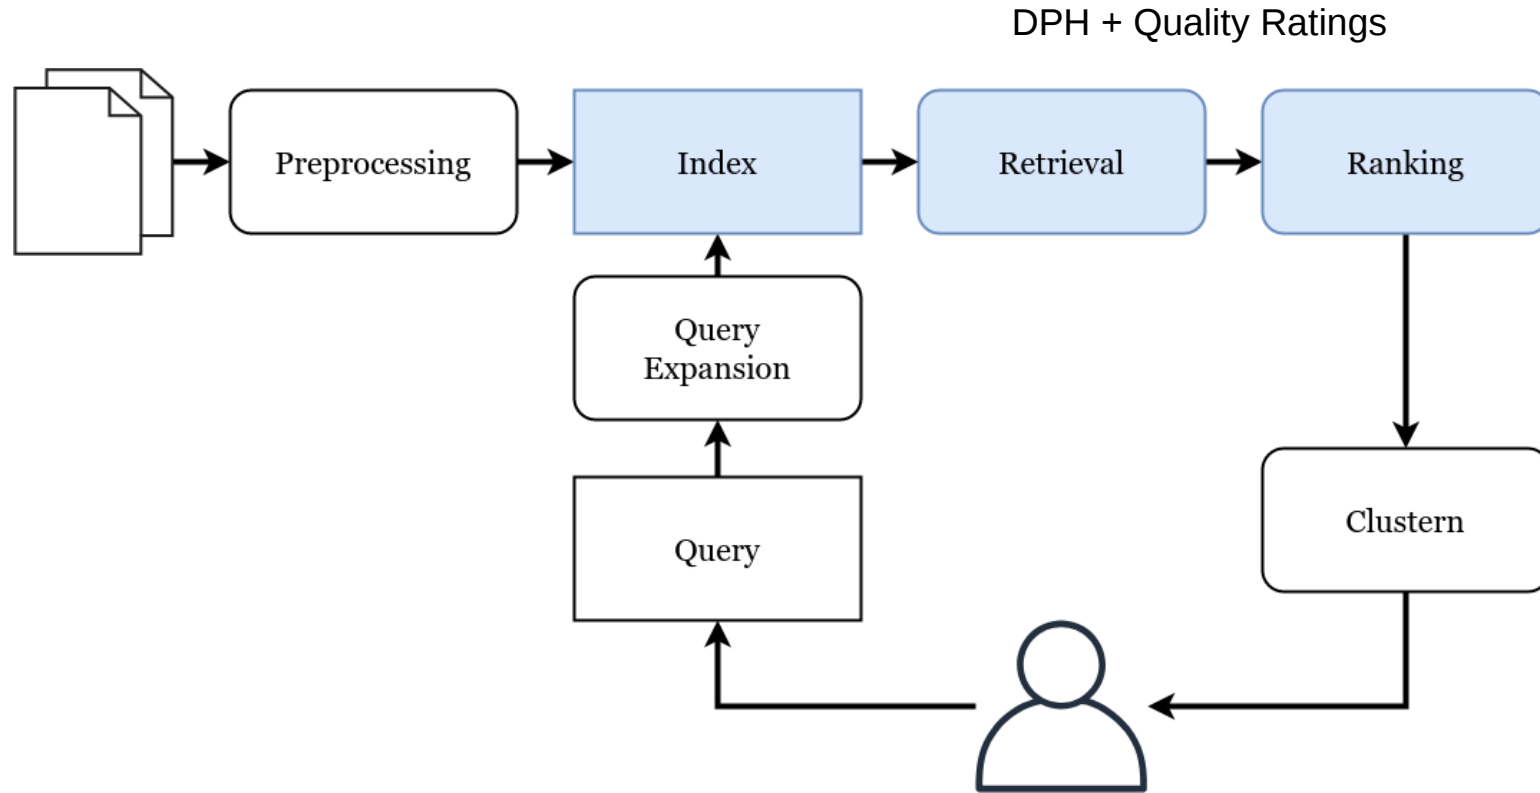 DPH + Quality Ratings
Preprocessing
Index
Retrieval
Ranking
Query
Expansion
Query
Clustern